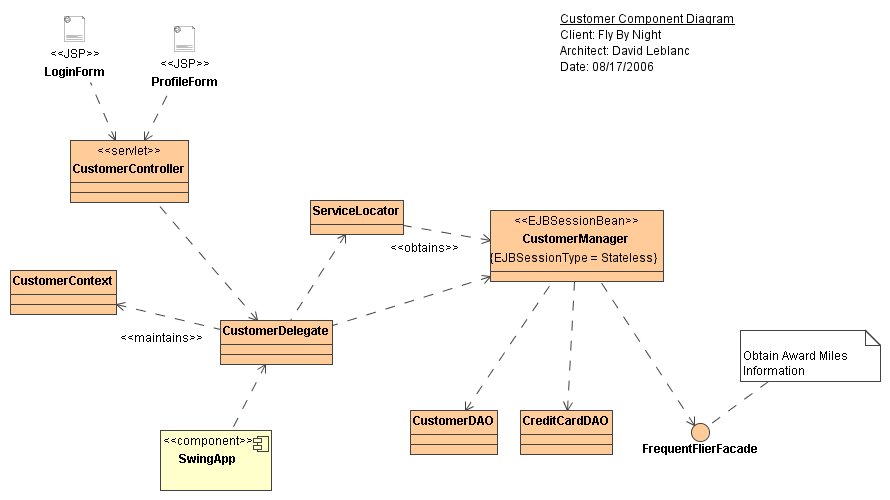 Customer Component Diagram
Client: Fly By Night
Architect: David Leblanc
Date: 08/17/2006
<<JSP>>
LoginForm
<<JSP>>
ProfileForm
<<servlet>>
CustomerController
ServiceLocator
<<obtains>>
<<EJBSessionBean>>
CustomerManager
{EJBSessionType = Stateless}
CustomerContext
<<maintains>>
CustomerDelegate
Obtain Award Miles
Information
CustomerDAO
CreditCardDAO
FrequentFlierFacade
<<component>>
SwingApp